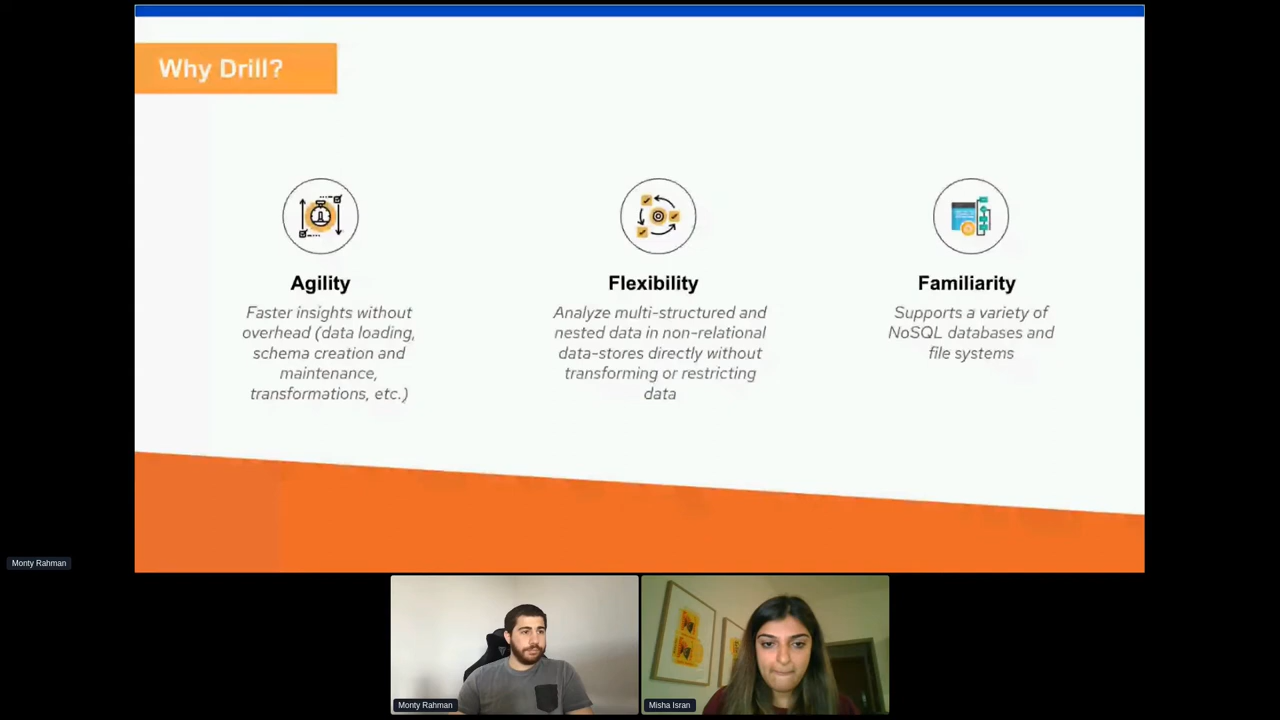 Why Drill?
Agility
Faster insights without
overhead (data loading,
schema creation and
maintenance,
transformations, etc.)
Flexibility
Analyze multi-structured and
nested data in non-relational
data-stores directly without
transforming or restricting
data
Familiarity
Supports a variety of
NoSQL databases and
file systems
Monty Rahman
Monty Rahman
Misha Isran